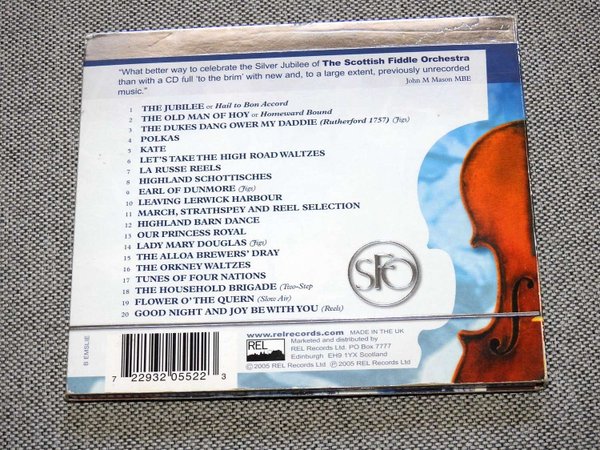 “What better way to celebrate the Silver Jubilee of The Scottish Fiddle Orchestra
than with a CD full ‘to the brim’ with new and, to a large extent, previously unrecorded
music.”
John M Mason MBE
1 THE JUBILEE or Hail to Bon Accord
2 THE OLD MAN OF HOY or Homeward Bound
3 THE DUKES DANG OWER MY DADDIE (Rutherford 1757) (Jigs)
4 POLKAS
5 KATE
6 LET'S TAKE THE HIGH ROAD WALTZES
7 LA RUSSE REELS
8 HIGHLAND SCHOTTISCHES
9 EARL OF DUNMORE (Jigs)
10 LEAVING LERWICK HARBOUR
11 MARCH, STRATHSPEY AND REEL SELECTION
12 HIGHLAND BARN DANCE
13 OUR PRINCESS ROYAL
14 LADY MARY DOUGLAS (Jigs)
15 THE ALLOA BREWERS' DRAY
16 THE ORKNEY WALTZES
17 TUNES OF FOUR NATIONS
18 THE HOUSEHOLD BRIGADE (Two-Step
19 FLOWER O' THE QUERN (Slow Air)
20 GOOD NIGHT AND JOY BE WITH YOU (Reels)
SFO
B EMSLIE
7 22932 05522 3
REL
www.relrecords.com MADE IN THE UK
Marketed and distributed by
REL Records Ltd. PO Box 7777
Edinburgh EH9 1YX Scotland
© 2005 REL Records Ltd ℗ 2005 REL Records Ltd